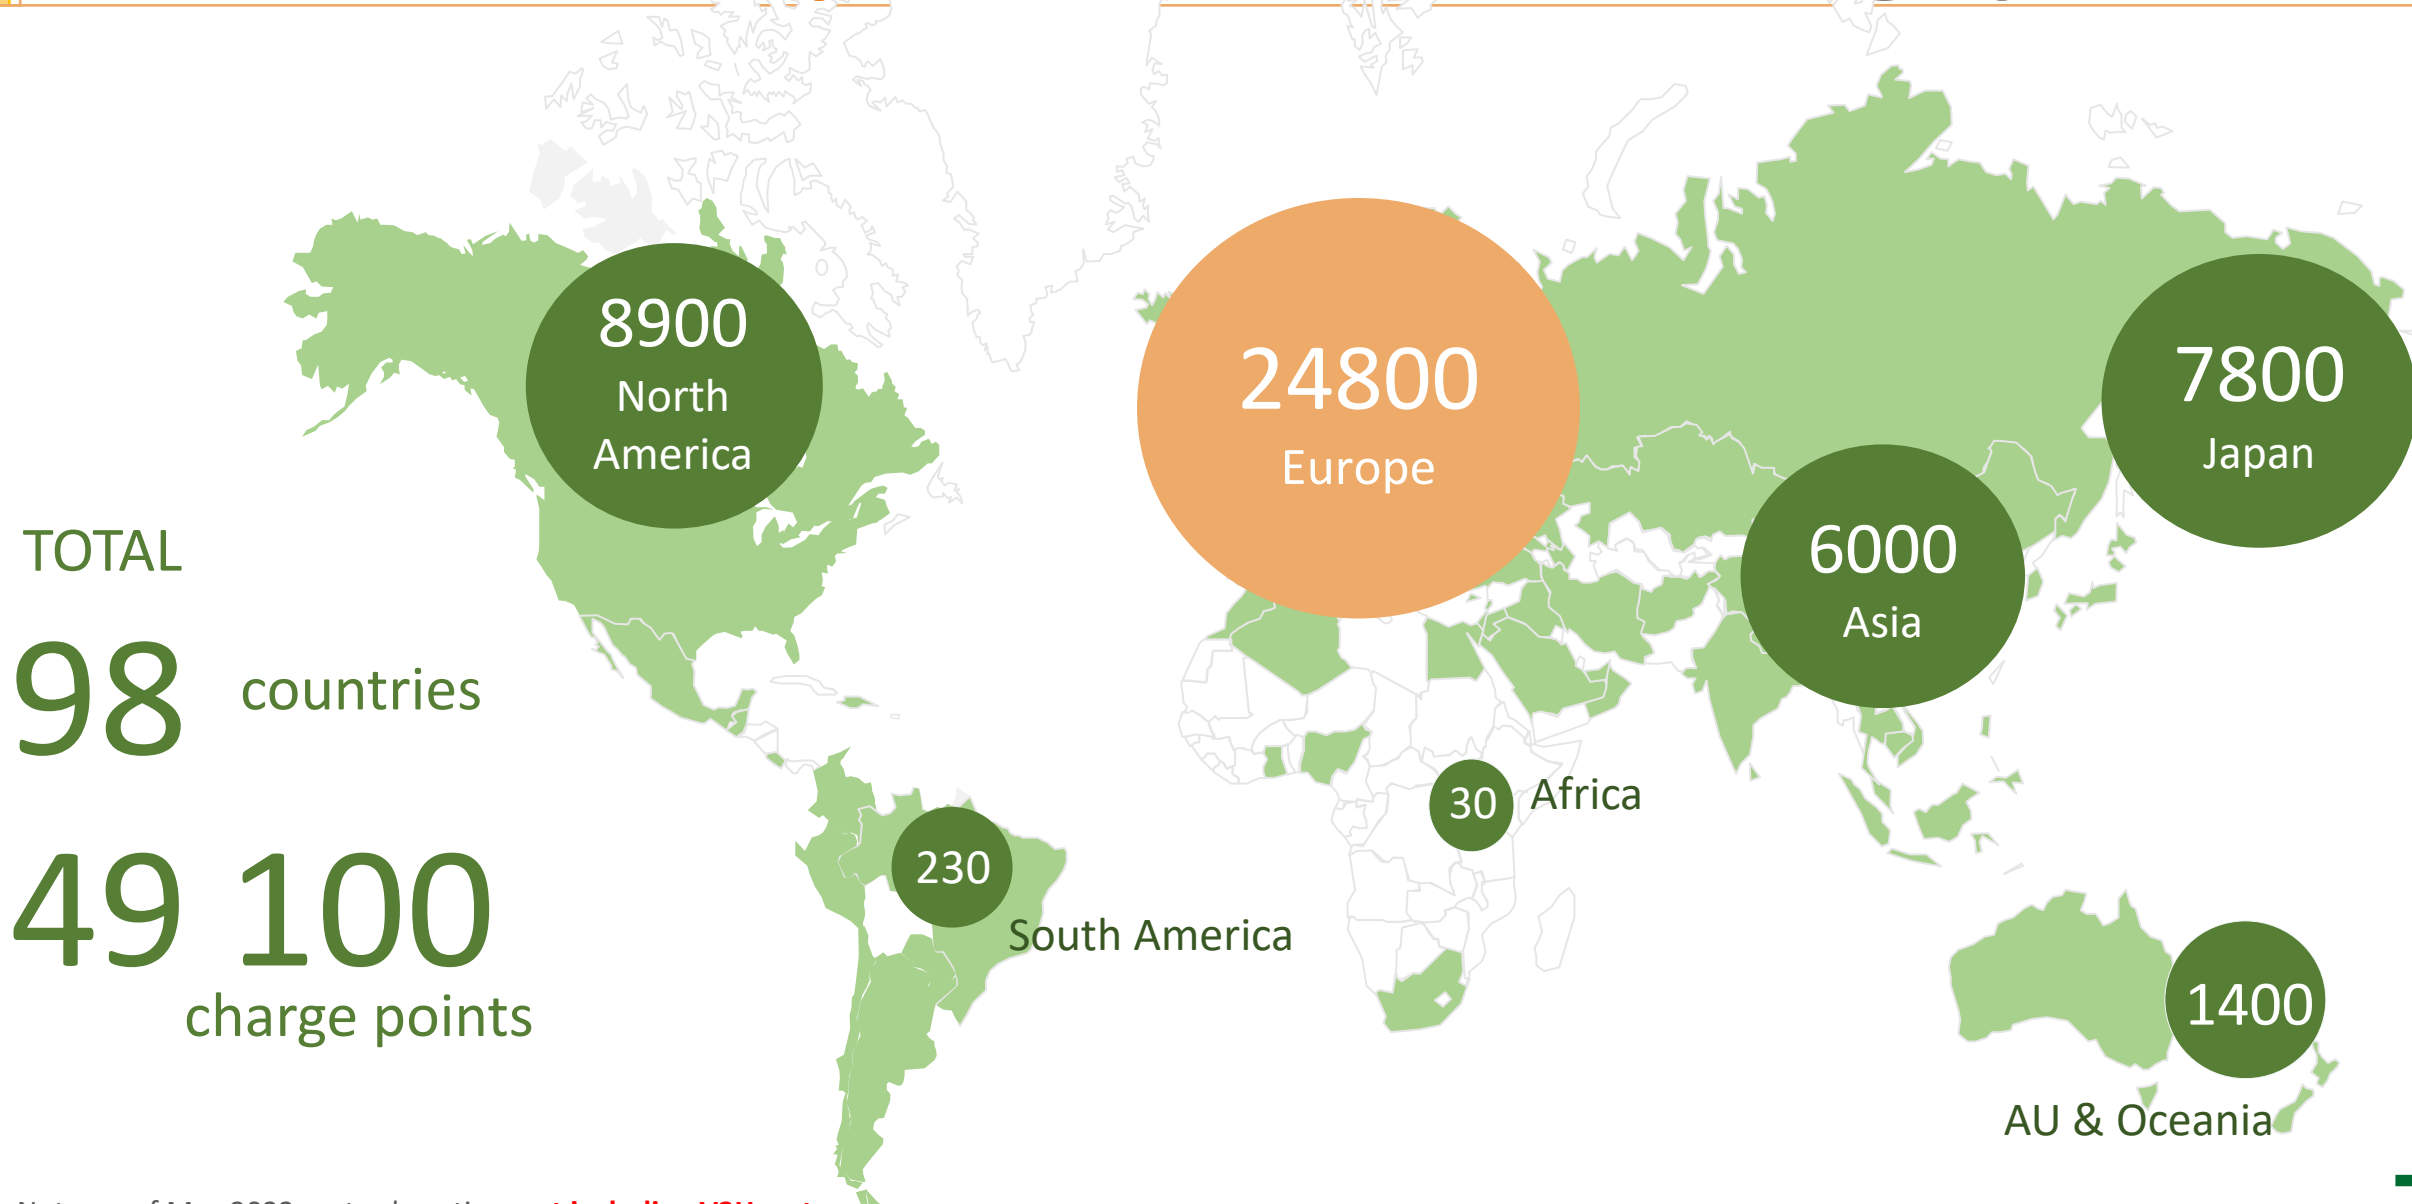 8900
North
America
24800
Europe
7800
Japan
6000
Asia
TOTAL
98 countries
49 100
charge points
30 Africa
230
South America
1400
AU & Oceania